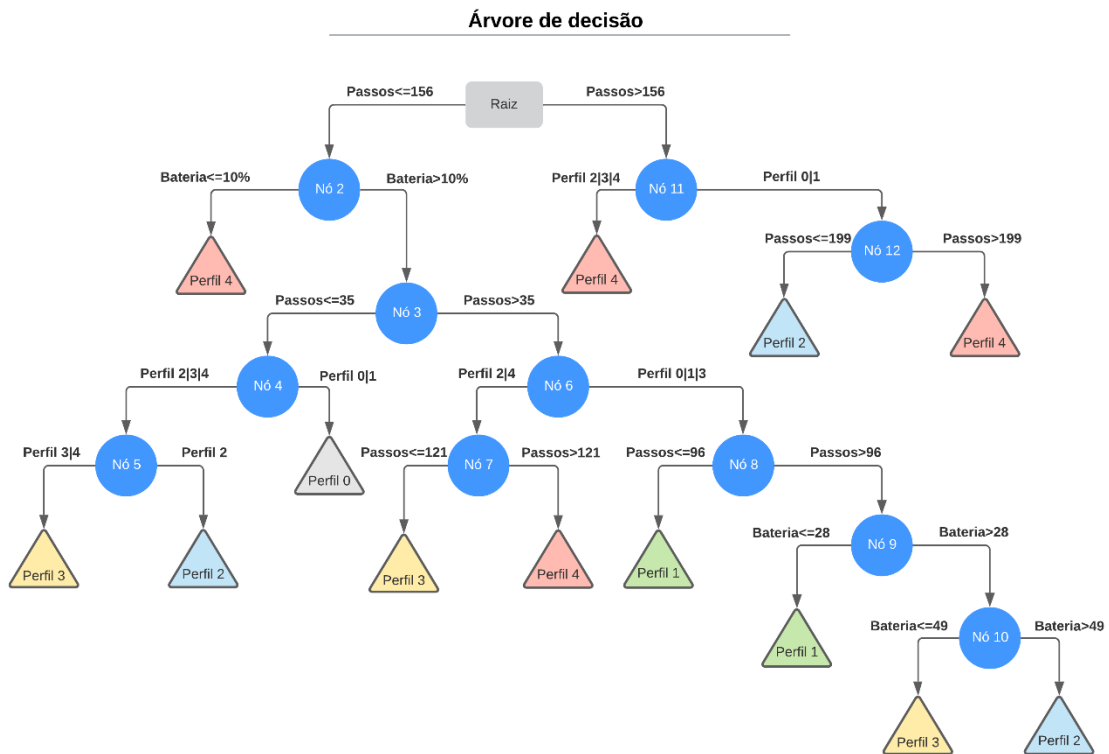 Árvore de decisão
Passos<=156
Raiz
Passos>156
Bateria<=10%
Nó 2
Bateria>10%
Perfil 2|3|4
Nó 11
Perfil 0|1
Perfil 4
Perfil 4
Passos<=199
Nó 12
Passos>199
Perfil 2
Perfil 4
Passos<=35
Nó 3
Passos>35
Perfil 2|3|4
Nó 4
Perfil 0|1
Perfil 2|4
Nó 6
Perfil 0|1|3
Perfil 3|4
Nó 5
Perfil 2
Perfil 0
Passos<=121
Nó 7
Passos>121
Passos<=96
Nó 8
Passos>96
Perfil 3
Perfil 2
Perfil 3
Perfil 4
Perfil 1
Bateria<=28
Nó 9
Bateria>28
Perfil 1
Bateria<=49
Nó 10
Bateria>49
Perfil 3
Perfil 2